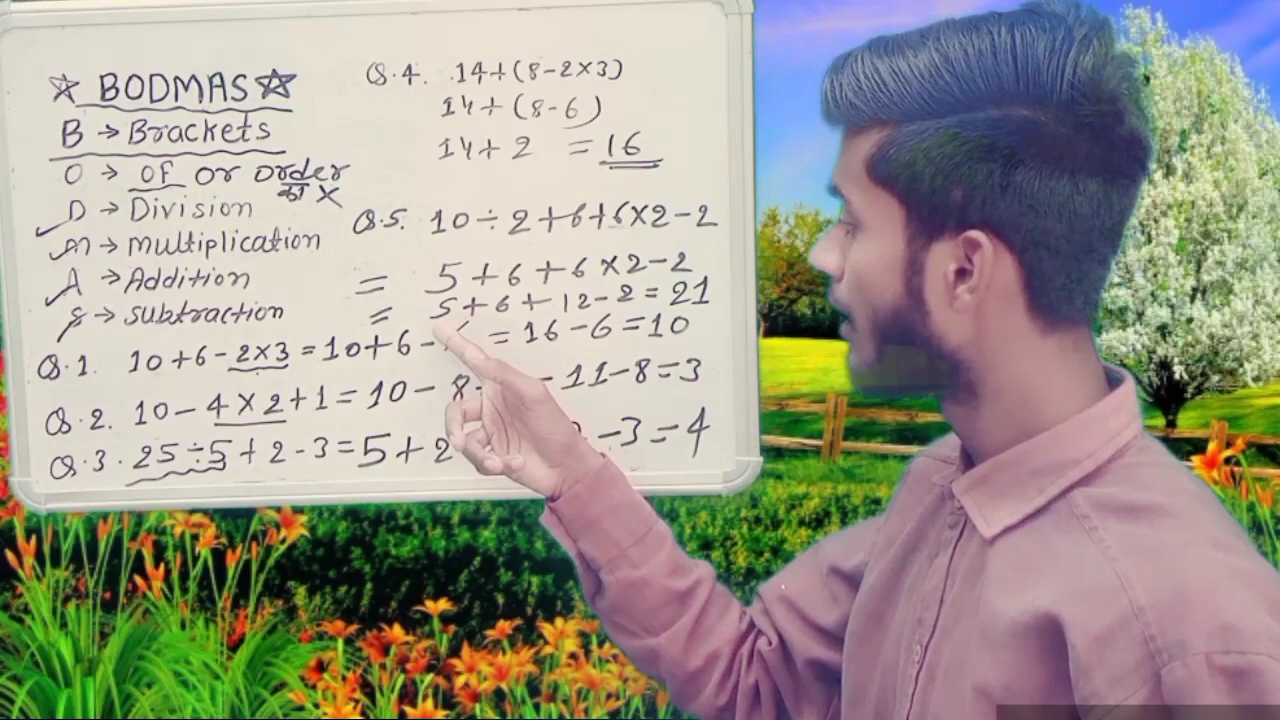 ☆ BODMAS ☆
B → Brackets
O → OF or order
का X
D → Division
M → multiplication
A → Addition
S → subtraction
Q.1. 10+6-2×3=10+6- = 16-6=10
Q.2. 10-4×2+1=10-8 - 11-8=3
Q.3. 25÷5+2-3=5+2 -3=4
Q.4. 14+(8-2×3)
14+(8-6)
14+2 =16
Q.5. 10÷2+6+6×2-2
= 5+6+6×2-2
= 5+6+12-2=21